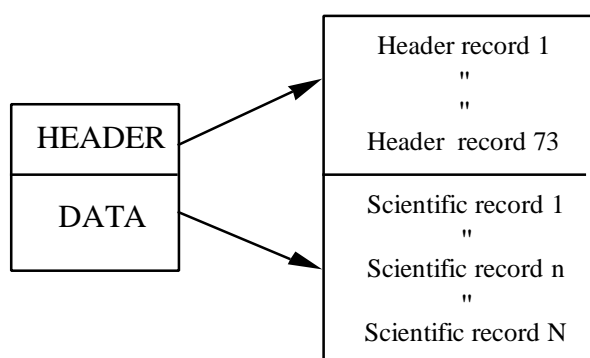 HEADER
DATA
Header record 1
"
"
Header record 73
Scientific record 1
"
Scientific record n
"
Scientific record N